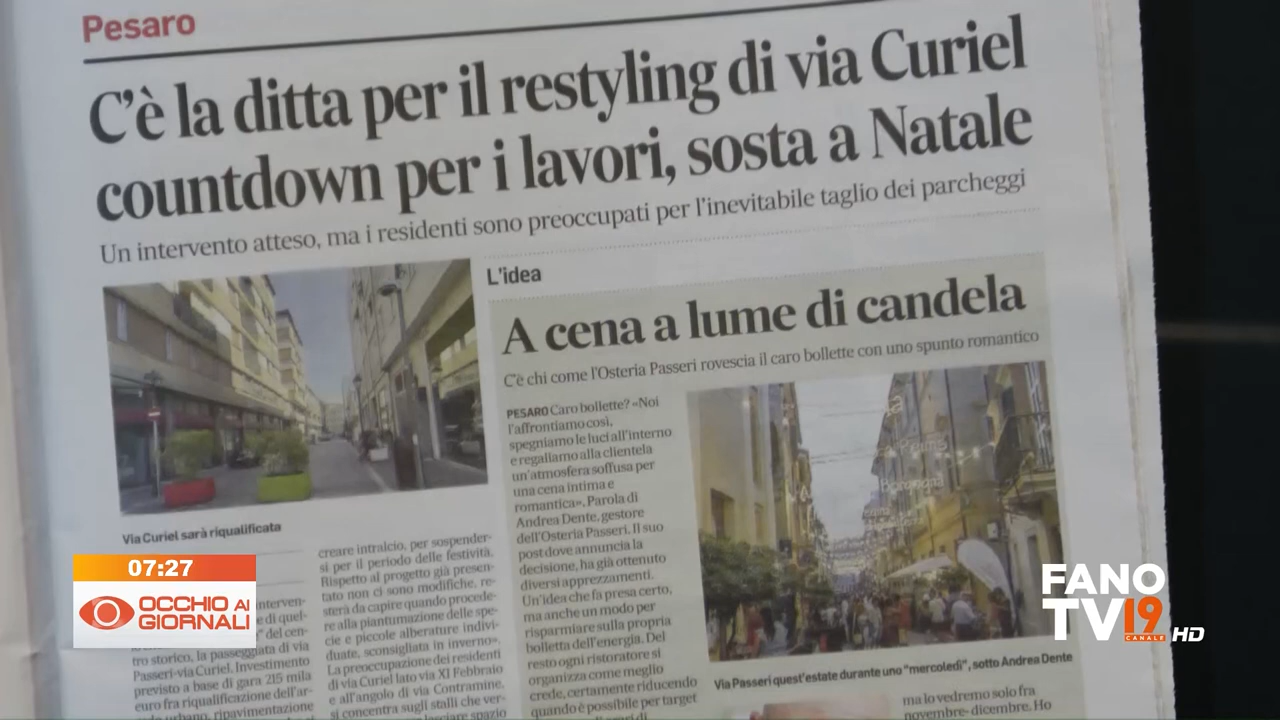 Pesaro
C'è la ditta per il restyling di via Curiel
countdown per i lavori, sosta a Natale
Un intervento atteso, ma i residenti sono preoccupati per l'inevitabile taglio dei parcheggi
Via Curiel sarà riqualificata
tro storico, la passeggiata di via
Passeri-via Curiel. Investimento
previsto a base di gara 215 mila
euro fra riqualificazione dell'ar-
urbano, ripavimentazione
creare intralcio, per sospender-
si per il periodo delle festività.
Rispetto al progetto già presen-
tato non ci sono modifiche, re-
sterà da capire quando procede-
re alla piantumazione delle spe-
cie e piccole alberature indivi-
duate, sconsigliata in inverno».
La preoccupazione dei residenti
di via Curiel lato via XI Febbraio
e all'angolo di via Contramine,
si concentra sugli stalli che ver-
lasciare spazio
L'idea
A cena a lume di candela
C'è chi come l'Osteria Passeri rovescia il caro bollette con uno spunto romantico
PESARO Caro bollette? «Noi
l'affrontiamo così,
spegniamo le luci all'interno
e regaliamo alla clientela
un'atmosfera soffusa per
una cena intima e
romantica». Parola di
Andrea Dente, gestore
dell'Osteria Passeri. Il suo
post dove annuncia la
decisione, ha già ottenuto
diversi apprezzamenti.
Un'idea che fa presa certo,
ma anche un modo per
risparmiare sulla propria
bolletta dell'energia. Del
resto ogni ristoratore si
organizza come meglio
crede, certamente riducendo
quando è possibile per target
Via Passeri quest'estate durante uno "mercoledì", sotto Andrea Dente
ma lo vedremo solo fra
novembre-dicembre. Ho
07:27
OCCHIO AI
GIORNALI
FANO
TV19
CANALE
HD